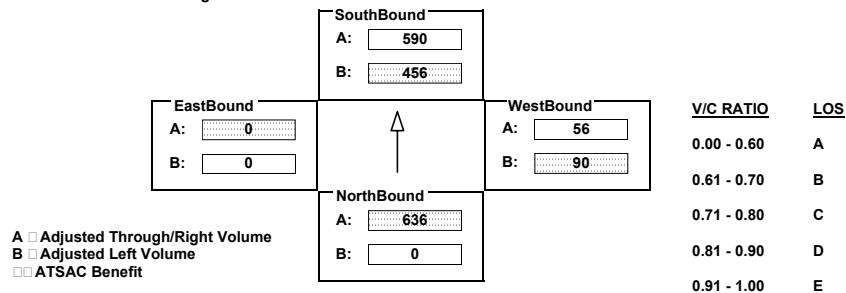 SouthBound
A: 590
B: 456
EastBound
A: 0
B: 0
WestBound
A: 56
B: 90
NorthBound
A: 636
B: 0
A □ Adjusted Through/Right Volume
B □ Adjusted Left Volume
□□ ATSAC Benefit
V/C RATIO LOS
0.00 - 0.60 A
0.61 - 0.70 B
0.71 - 0.80 C
0.81 - 0.90 D
0.91 - 1.00 E